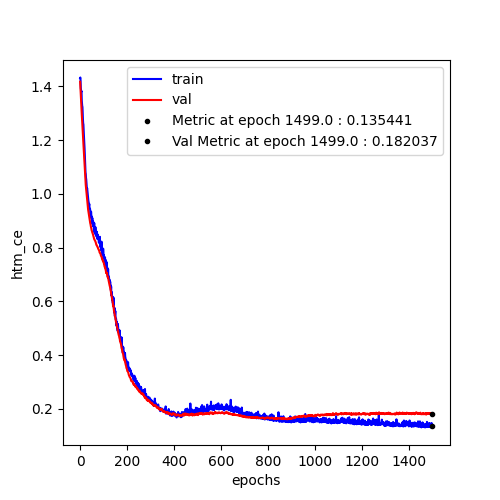 train
val
Metric at epoch 1499.0 : 0.135441
Val Metric at epoch 1499.0 : 0.182037
1.4
1.2
1.0
0.8
0.6
0.4
0.2
htm_ce
0 200 400 600 800 1000 1200 1400
epochs